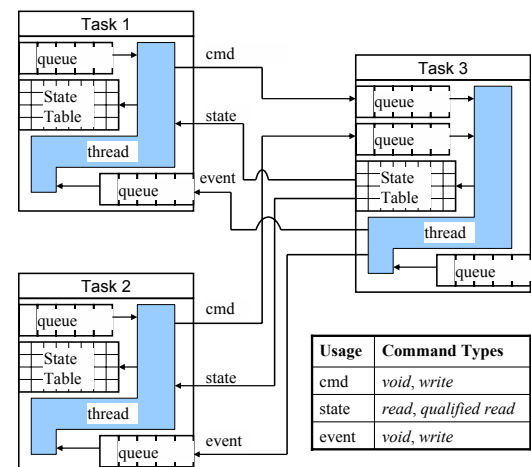 Task 1
queue
State
Table
thread
queue
cmd
state
event
Task 3
queue
queue
State
Table
thread
queue
Task 2
queue
State
Table
thread
queue
cmd
state
event
Usage Command Types
cmd void, write
state read, qualified read
event void, write